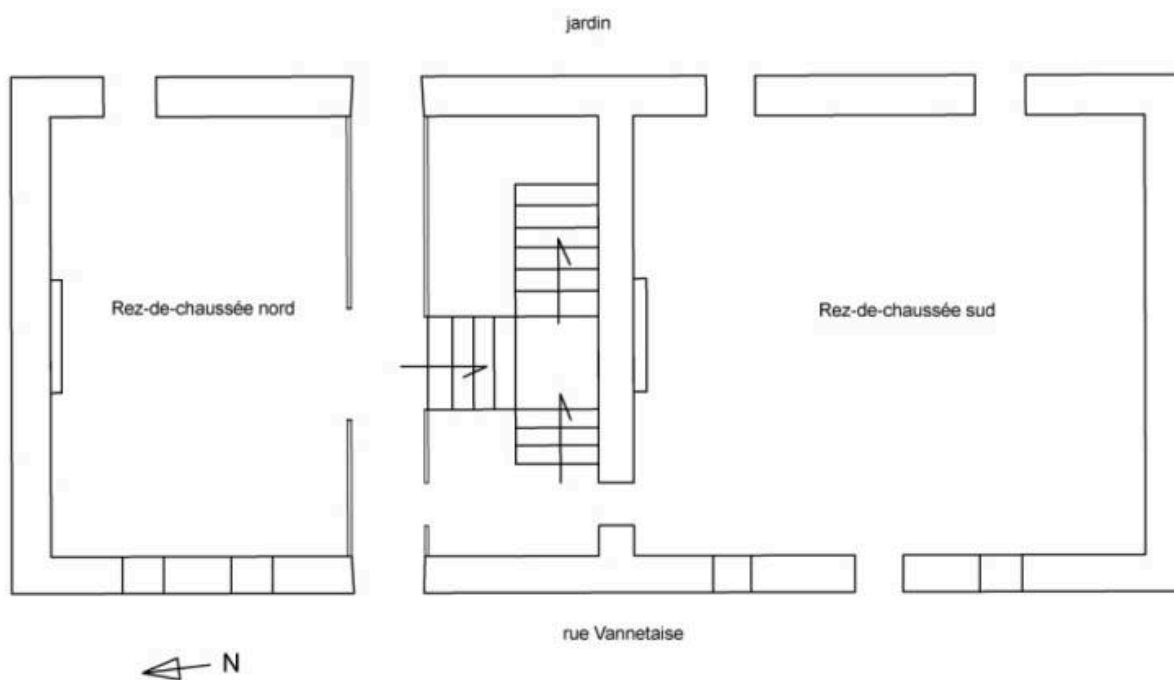 jardin
Rez-de-chaussée nord
Rez-de-chaussée sud
rue Vannetaise
N